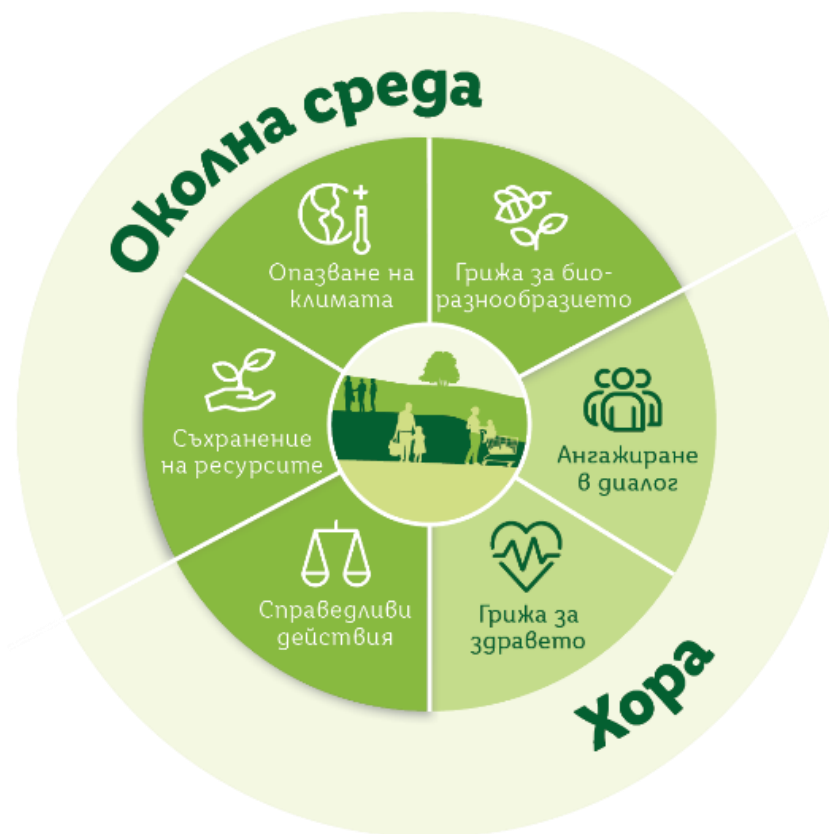 Околна среда
Опазване на
климата
Грижа за био-
разнообразието
Съхранение
на ресурсите
Ангажиране
в диалог
Справедливи
действия
Грижа за
здравето
Хора